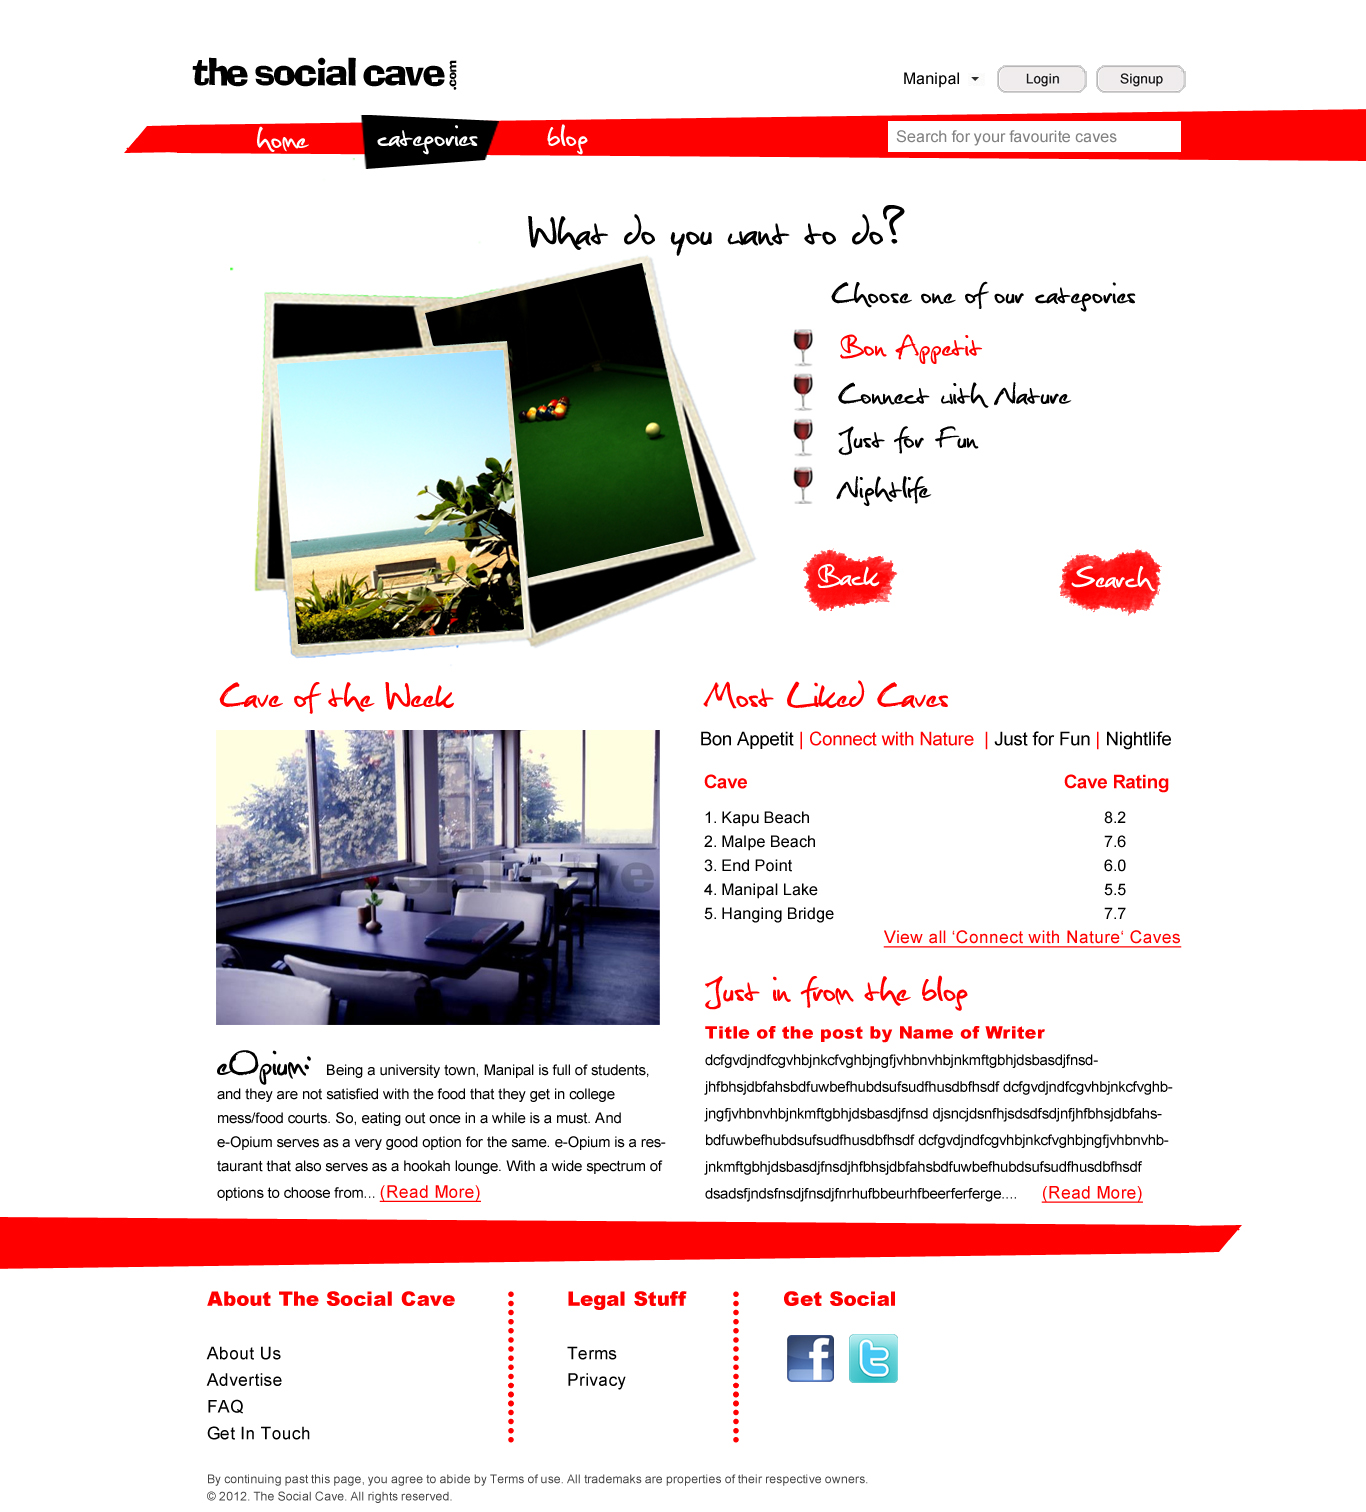 the social cave.com
Manipal
Login
Signup
home
categories
blog
Search for your favourite caves
What do you want to do?
Choose one of our categories
Bon Appetit
Connect with Nature
Just for Fun
Nightlife
Back
Search
Cave of the Week
social cave
eOpium: Being a university town, Manipal is full of students,
and they are not satisfied with the food that they get in college
mess/food courts. So, eating out once in a while is a must. And
e-Opium serves as a very good option for the same. e-Opium is a res-
taurant that also serves as a hookah lounge. With a wide spectrum of
options to choose from... (Read More)
Most Liked Caves
Bon Appetit | Connect with Nature | Just for Fun | Nightlife
Cave Cave Rating
1. Kapu Beach 8.2
2. Malpe Beach 7.6
3. End Point 6.0
4. Manipal Lake 5.5
5. Hanging Bridge 7.7
View all ‘Connect with Nature‘ Caves
Just in from the blog
Title of the post by Name of Writer
dcfgvdjndfcgvhbjnkcfvghbjngfjvhbnvhbjnkmftgbhjdsbasdjfnsd-
jhfbhsjdbfahsbdfuwbefhubdsufsudfhusdbfhsdf dcfgvdjndfcgvhbjnkcfvghb-
jngfjvhbnvhbjnkmftgbhjdsbasdjfnsd djsncjdsnfhjsdsdfsdjnfjhfbhsjdbfahs-
bdfuwbefhubdsufsudfhusdbfhsdf dcfgvdjndfcgvhbjnkcfvghbjngfjvhbnvhb-
jnkmftgbhjdsbasdjfnsdjhfbhsjdbfahsbdfuwbefhubdsufsudfhusdbfhsdf
dsadsfjndsfnsdjfnsdjfnrhufbbeurhfbeerferferge.... (Read More)
About The Social Cave
About Us
Advertise
FAQ
Get In Touch
Legal Stuff
Terms
Privacy
Get Social
f
t
By continuing past this page, you agree to abide by Terms of use. All trademaks are properties of their respective owners.
© 2012. The Social Cave. All rights reserved.